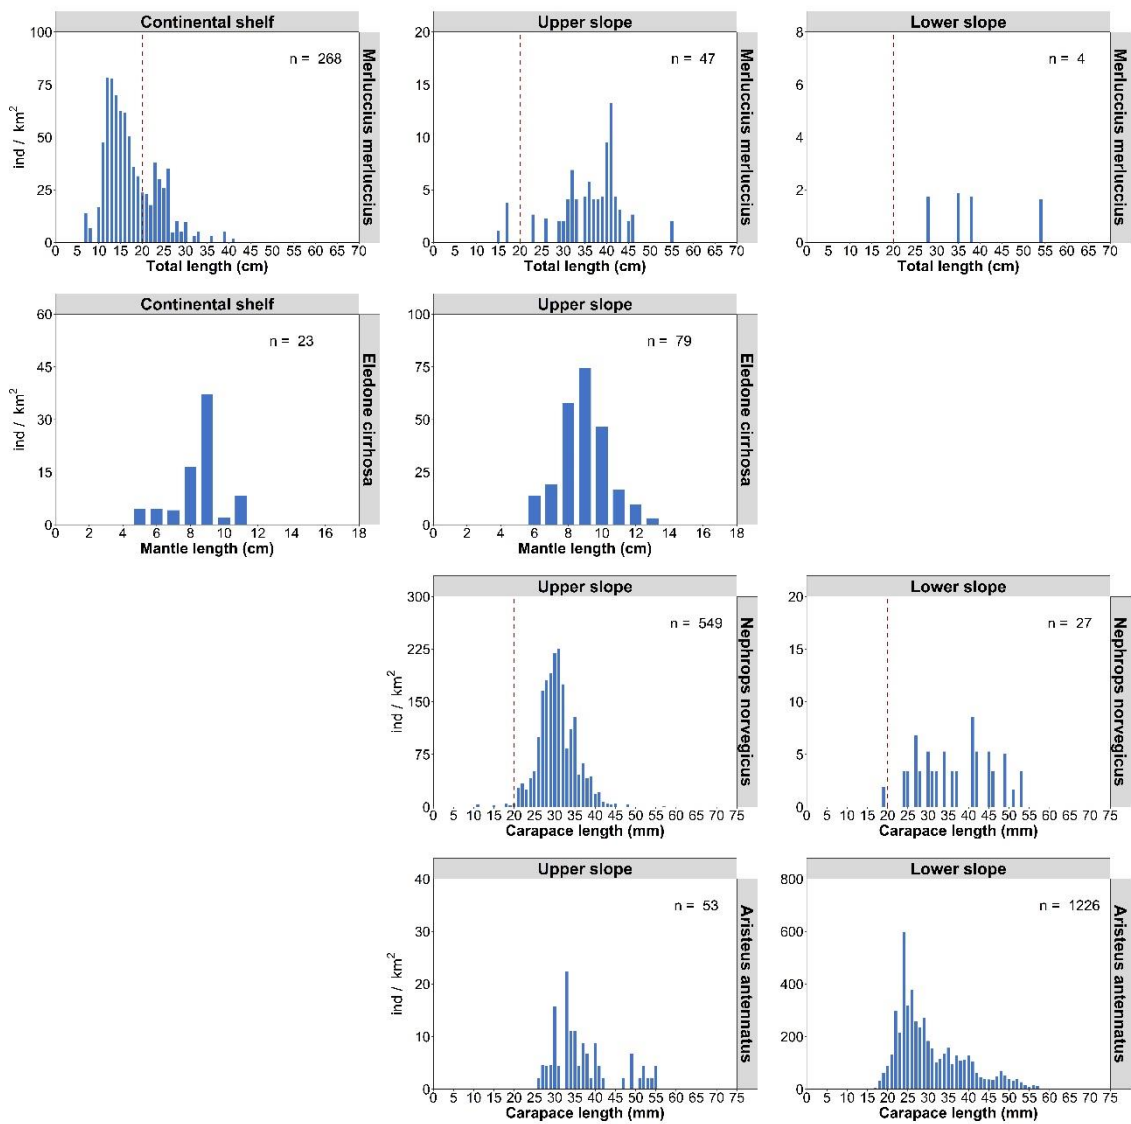 Continental shelf
Upper slope
Lower slope
100
75
50
25
0
ind / km²
n = 268
Merluccius merluccius
0 5 10 15 20 25 30 35 40 45 50 55 60 65 70
Total length (cm)
20
15
10
5
0
n = 47
Merluccius merluccius
0 5 10 15 20 25 30 35 40 45 50 55 60 65 70
Total length (cm)
8
6
4
2
0
n = 4
Merluccius merluccius
0 5 10 15 20 25 30 35 40 45 50 55 60 65 70
Total length (cm)
Continental shelf
Upper slope
60
45
30
15
0
ind / km²
n = 23
Eledone cirrhosa
0 2 4 6 8 10 12 14 16 18
Mantle length (cm)
100
75
50
25
0
n = 79
Eledone cirrhosa
0 2 4 6 8 10 12 14 16 18
Mantle length (cm)
Upper slope
Lower slope
300
225
150
75
0
ind / km²
n = 549
Nephrops norvegicus
0 5 10 15 20 25 30 35 40 45 50 55 60 65 70 75
Carapace length (mm)
20
15
10
5
0
n = 27
Nephrops norvegicus
0 5 10 15 20 25 30 35 40 45 50 55 60 65 70 75
Carapace length (mm)
Upper slope
Lower slope
40
30
20
10
0
ind / km²
n = 53
Aristeus antennatus
0 5 10 15 20 25 30 35 40 45 50 55 60 65 70 75
Carapace length (mm)
800
600
400
200
0
n = 1226
Aristeus antennatus
0 5 10 15 20 25 30 35 40 45 50 55 60 65 70 75
Carapace length (mm)